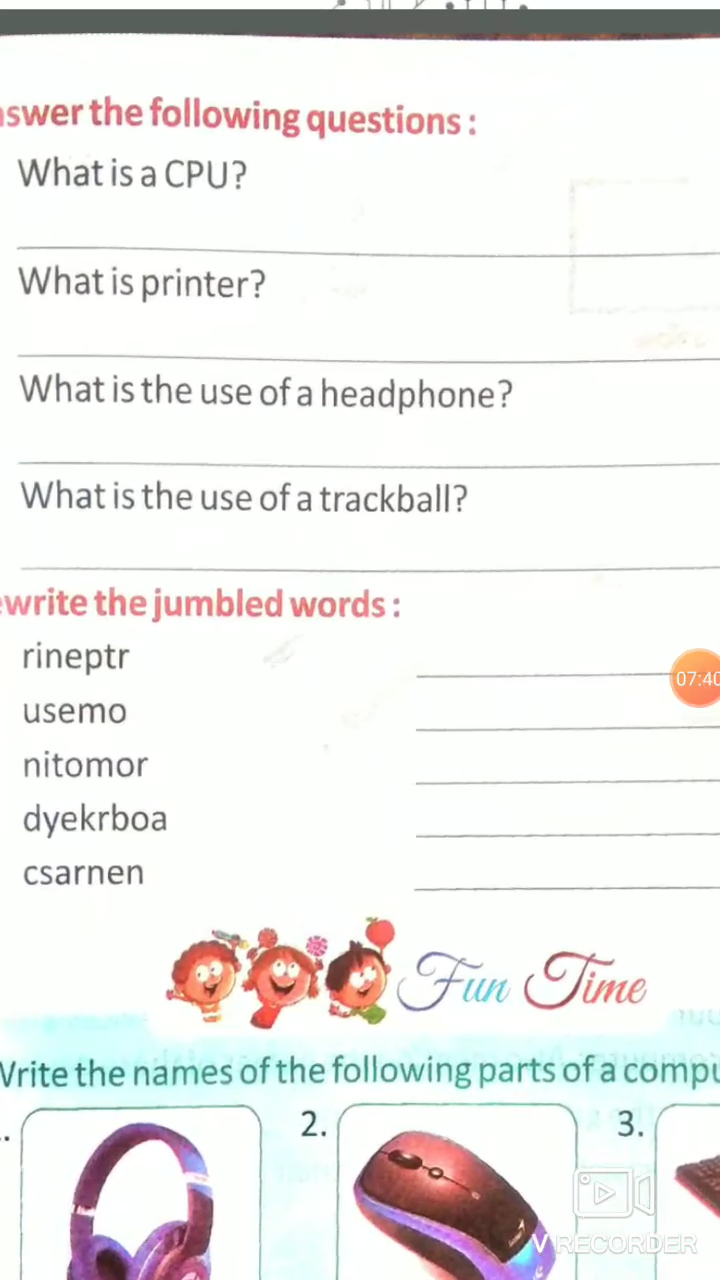 swer the following questions :
What is a CPU?
What is printer?
What is the use of a headphone?
What is the use of a trackball?
write the jumbled words :
rineptr
07:40
usemo
nitomor
dyekrboa
csarnen
Fun Time
Write the names of the following parts of a compu
2.
3.
V RECORDER